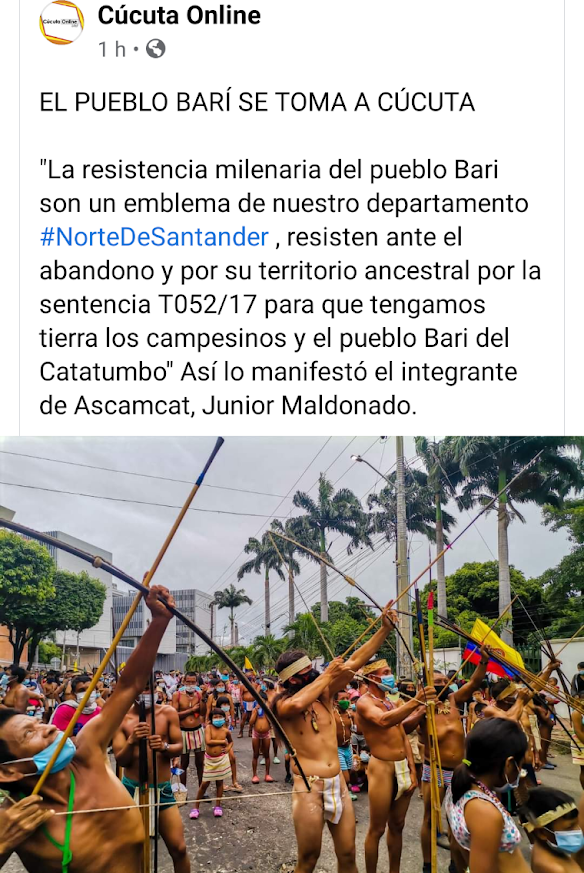 Cúcuta Online
Cúcuta Online
1 h •
EL PUEBLO BARÍ SE TOMA A CÚCUTA
"La resistencia milenaria del pueblo Bari
son un emblema de nuestro departamento
#NorteDeSantander , resisten ante el
abandono y por su territorio ancestral por la
sentencia T052/17 para que tengamos
tierra los campesinos y el pueblo Bari del
Catatumbo" Así lo manifestó el integrante
de Ascamcat, Junior Maldonado.